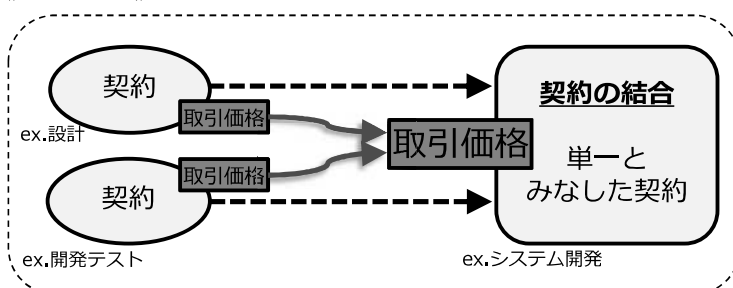 契約
取引価格
ex.設計
取引価格
契約
ex.開発テスト
取引価格
契約の結合
単一と
みなした契約
ex.システム開発